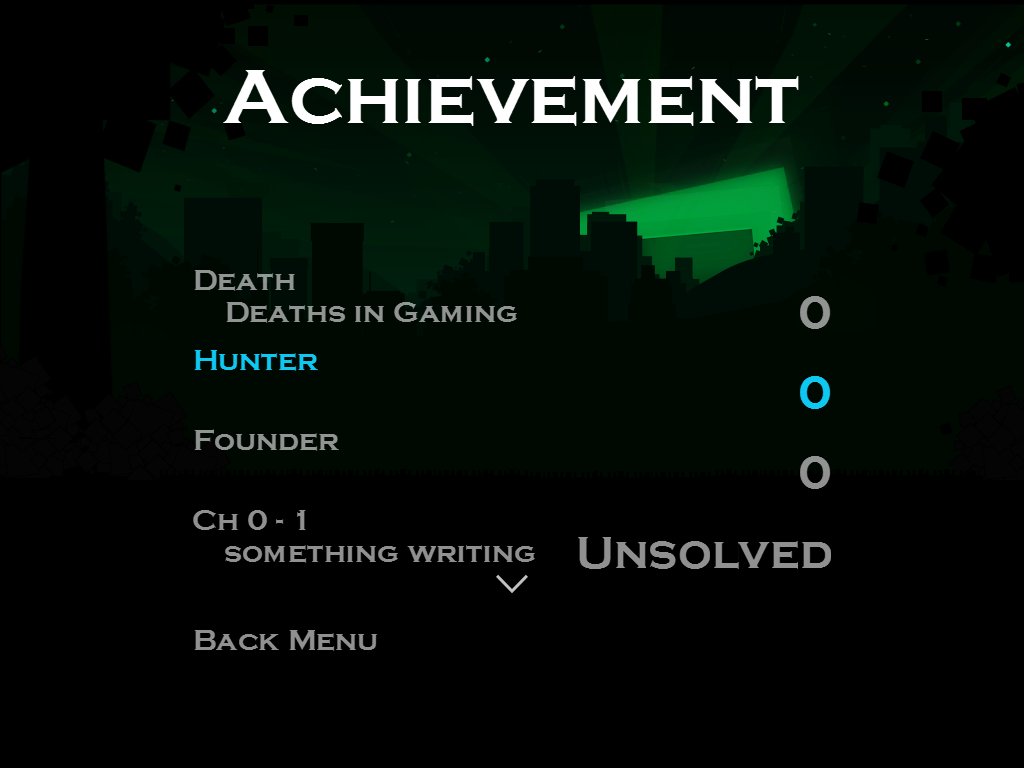 Achievement
Death
Deaths in Gaming
0
Hunter
0
Founder
0
Ch 0 - 1
something writing
Unsolved
Back Menu